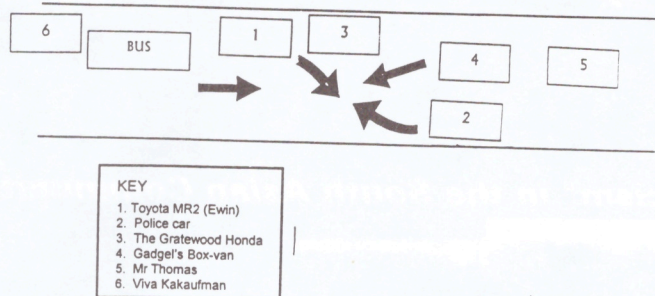 6
BUS
1
3
4
5
2
KEY
1. Toyota MR2 (Ewin)
2. Police car
3. The Gratewood Honda
4. Gadgel's Box-van
5. Mr Thomas
6. Viva Kakaufman